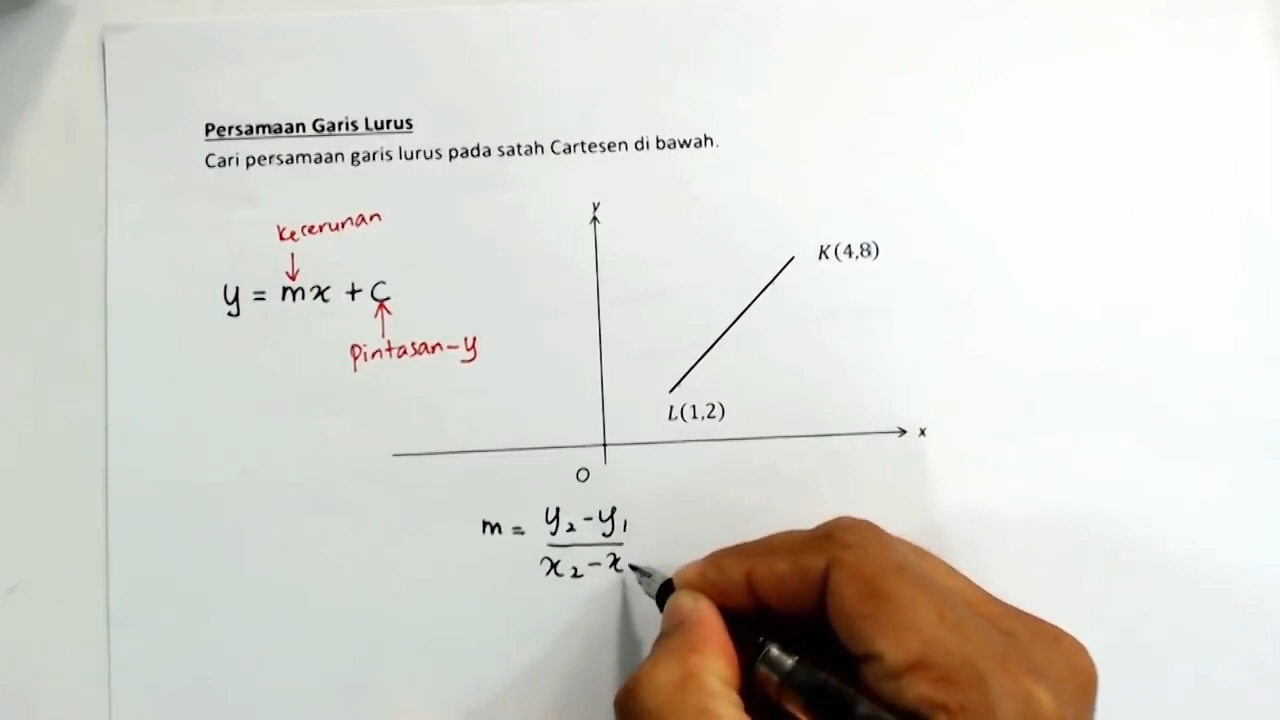 Persamaan Garis Lurus
Cari persamaan garis lurus pada satah Cartesen di bawah.
kecerunan
y = mx + c
pintasan-y
y
K(4,8)
L(1,2)
x
O
m = y₂-y₁
x₂-x